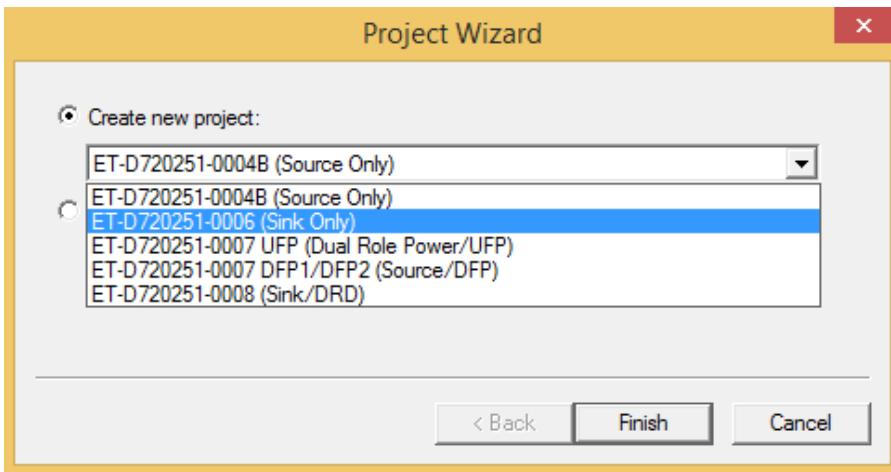 Project Wizard
Create new project:
ET-D720251-0004B (Source Only)
ET-D720251-0004B (Source Only)
ET-D720251-0006 (Sink Only)
ET-D720251-0007 UFP (Dual Role Power/UFP)
ET-D720251-0007 DFP1/DFP2 (Source/DFP)
ET-D720251-0008 (Sink/DRD)
< Back Finish Cancel